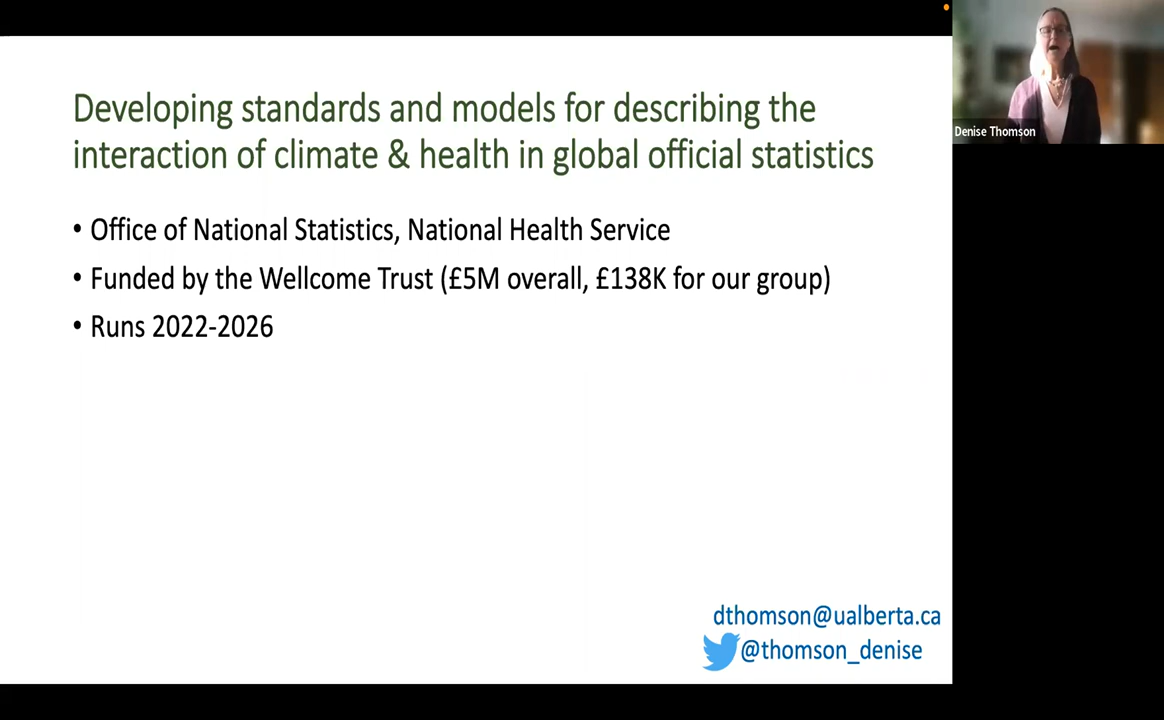 Developing standards and models for describing the
interaction of climate & health in global official statistics
• Office of National Statistics, National Health Service
• Funded by the Wellcome Trust (£5M overall, £138K for our group)
• Runs 2022-2026
dthomson@ualberta.ca
@thomson_denise
Denise Thomson